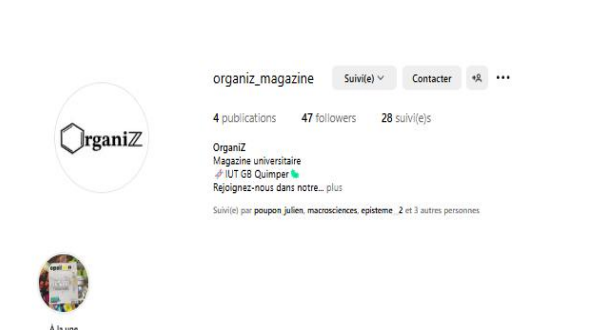 organiz_magazine Suivi(e) Contacter
4 publications 47 followers 28 suivi(e)s
OrganiZ
OrganiZ
Magazine universitaire
IUT GB Quimper
Rejoignez-nous dans notre... plus
Suivi(e) par poupon_julien, macrosciences, episteme_2 et 3 autres personnes
epsiloon
À la une